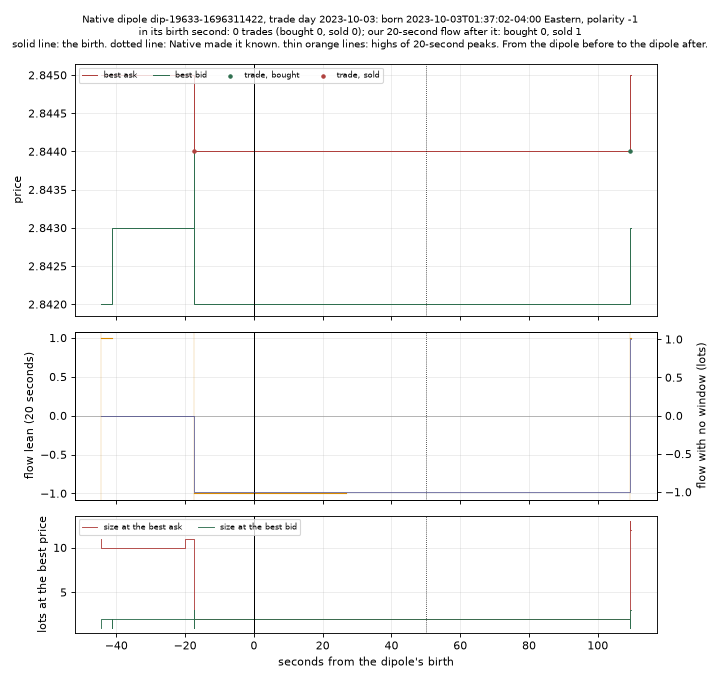 Native dipole dip-19633-1696311422, trade day 2023-10-03: born 2023-10-03T01:37:02-04:00 Eastern, polarity -1
in its birth second: 0 trades (bought 0, sold 0); our 20-second flow after it: bought 0, sold 1
solid line: the birth. dotted line: Native made it known. thin orange lines: highs of 20-second peaks. From the dipole before to the dipole after.
best ask best bid trade, bought trade, sold
2.8450
2.8445
2.8440
2.8435
2.8430
2.8425
2.8420
price
1.0
0.5
0.0
−0.5
−1.0
flow lean (20 seconds)
1.0
0.5
0.0
−0.5
−1.0
flow with no window (lots)
size at the best ask size at the best bid
10
5
lots at the best price
−40 −20 0 20 40 60 80 100
seconds from the dipole's birth